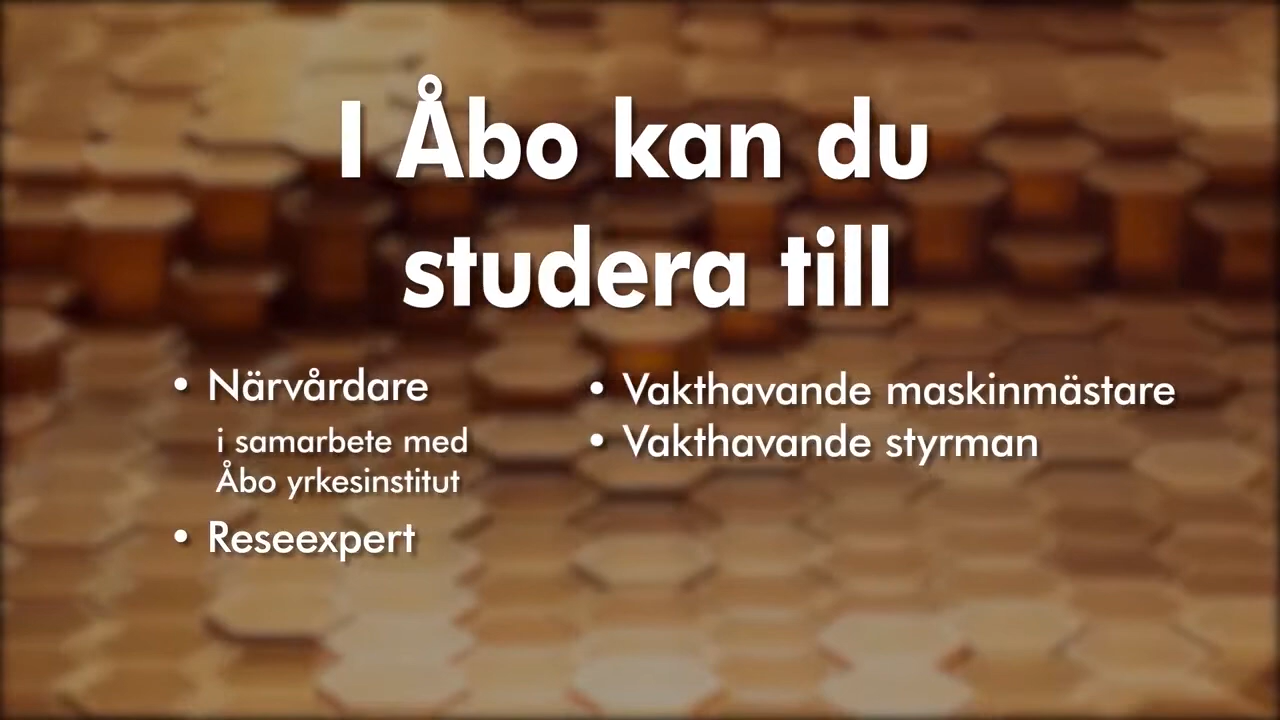 I Åbo kan du
studera till
• Närvårdare
i samarbete med
Åbo yrkesinstitut
• Reseexpert
• Vakthavande maskinmästare
• Vakthavande styrman